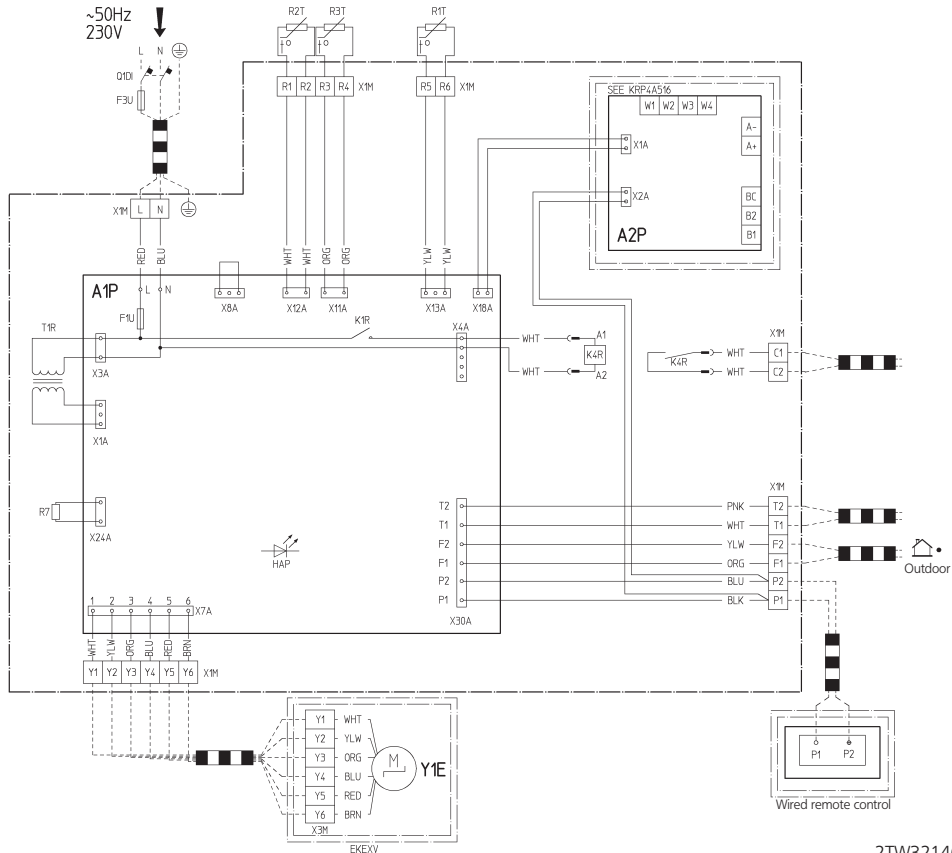 ~50Hz
230V
L N
Q1DI
F3U
R2T R3T R1T
R1 R2 R3 R4 X1M
R5 R6 X1M
SEE KRP4A516
W1 W2 W3 W4
A-
A+
X1A
X2A
BC
B2
B1
A2P
X1M L N
RED BLU
WHT WHT ORG ORG YLW YLW
A1P
L N
F1U
X8A X12A X11A X13A X18A
T1R
X3A
X1A
K1R
X4A
WHT A1
K4R
WHT A2
X1M
K4R WHT C1
WHT C2
R7
X24A
HAP
X1M
T2 PNK T2
T1 WHT T1
F2 YLW F2
F1 ORG F1
P2 BLU P2
P1 BLK P1
X30A
Outdoor
1 2 3 4 5 6 X7A
WHT YLW ORG BLU RED BRN
Y1 Y2 Y3 Y4 Y5 Y6 X1M
Y1 WHT
Y2 YLW
Y3 ORG
Y4 BLU
Y5 RED
Y6 BRN
X3M
M
Y1E
EKEXV
P1 P2
Wired remote control